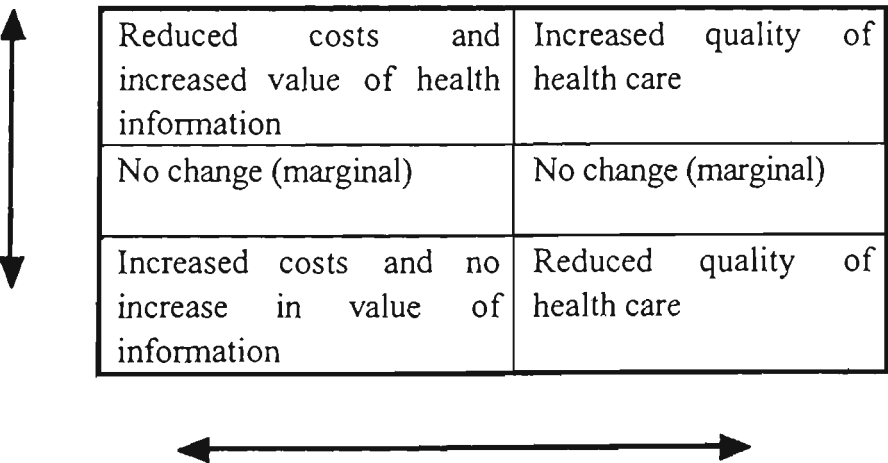 Reduced costs and
increased value of health
information
Increased quality of
health care
No change (marginal)
No change (marginal)
Increased costs and no
increase in value of
information
Reduced quality of
health care